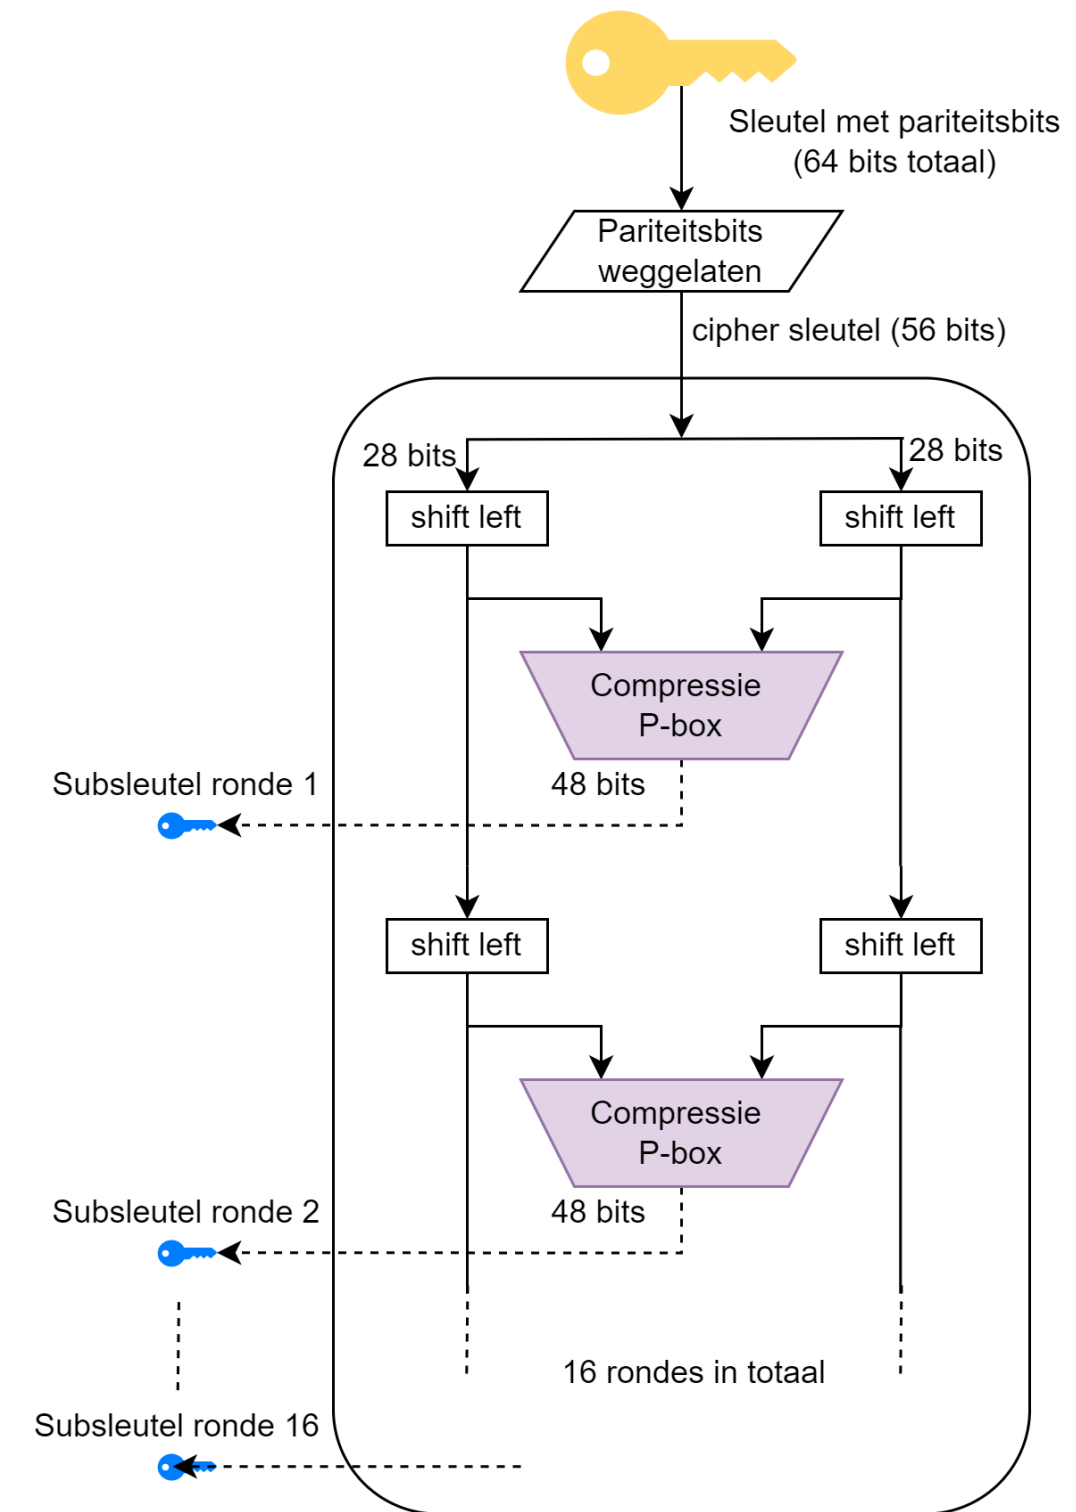 Sleutel met pariteitsbits
(64 bits totaal)
Pariteitsbits
weggelaten
cipher sleutel (56 bits)
28 bits
28 bits
shift left
shift left
Compressie
P-box
Subsleutel ronde 1
48 bits
shift left
shift left
Compressie
P-box
Subsleutel ronde 2
48 bits
16 rondes in totaal
Subsleutel ronde 16